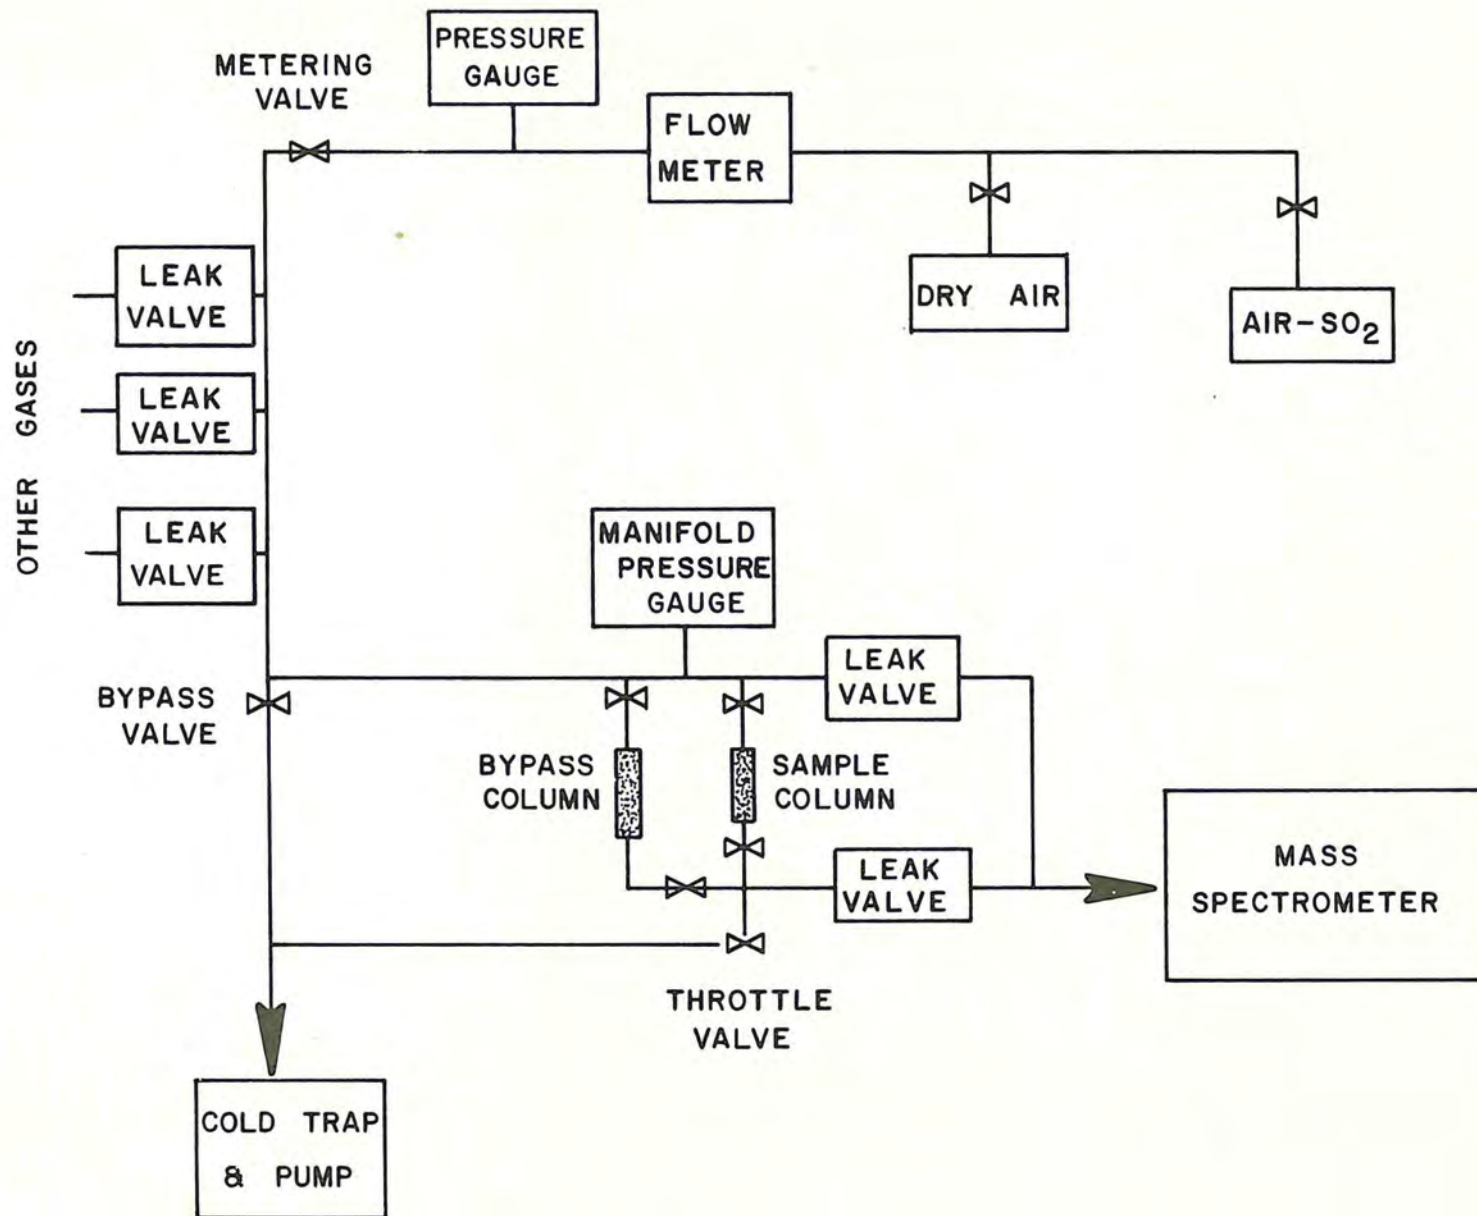 PRESSURE
GAUGE
METERING
VALVE
FLOW
METER
LEAK
VALVE
DRY AIR
AIR-SO₂
OTHER GASES
LEAK
VALVE
LEAK
VALVE
MANIFOLD
PRESSURE
GAUGE
LEAK
VALVE
BYPASS
VALVE
BYPASS
COLUMN
SAMPLE
COLUMN
LEAK
VALVE
MASS
SPECTROMETER
THROTTLE
VALVE
COLD TRAP
& PUMP